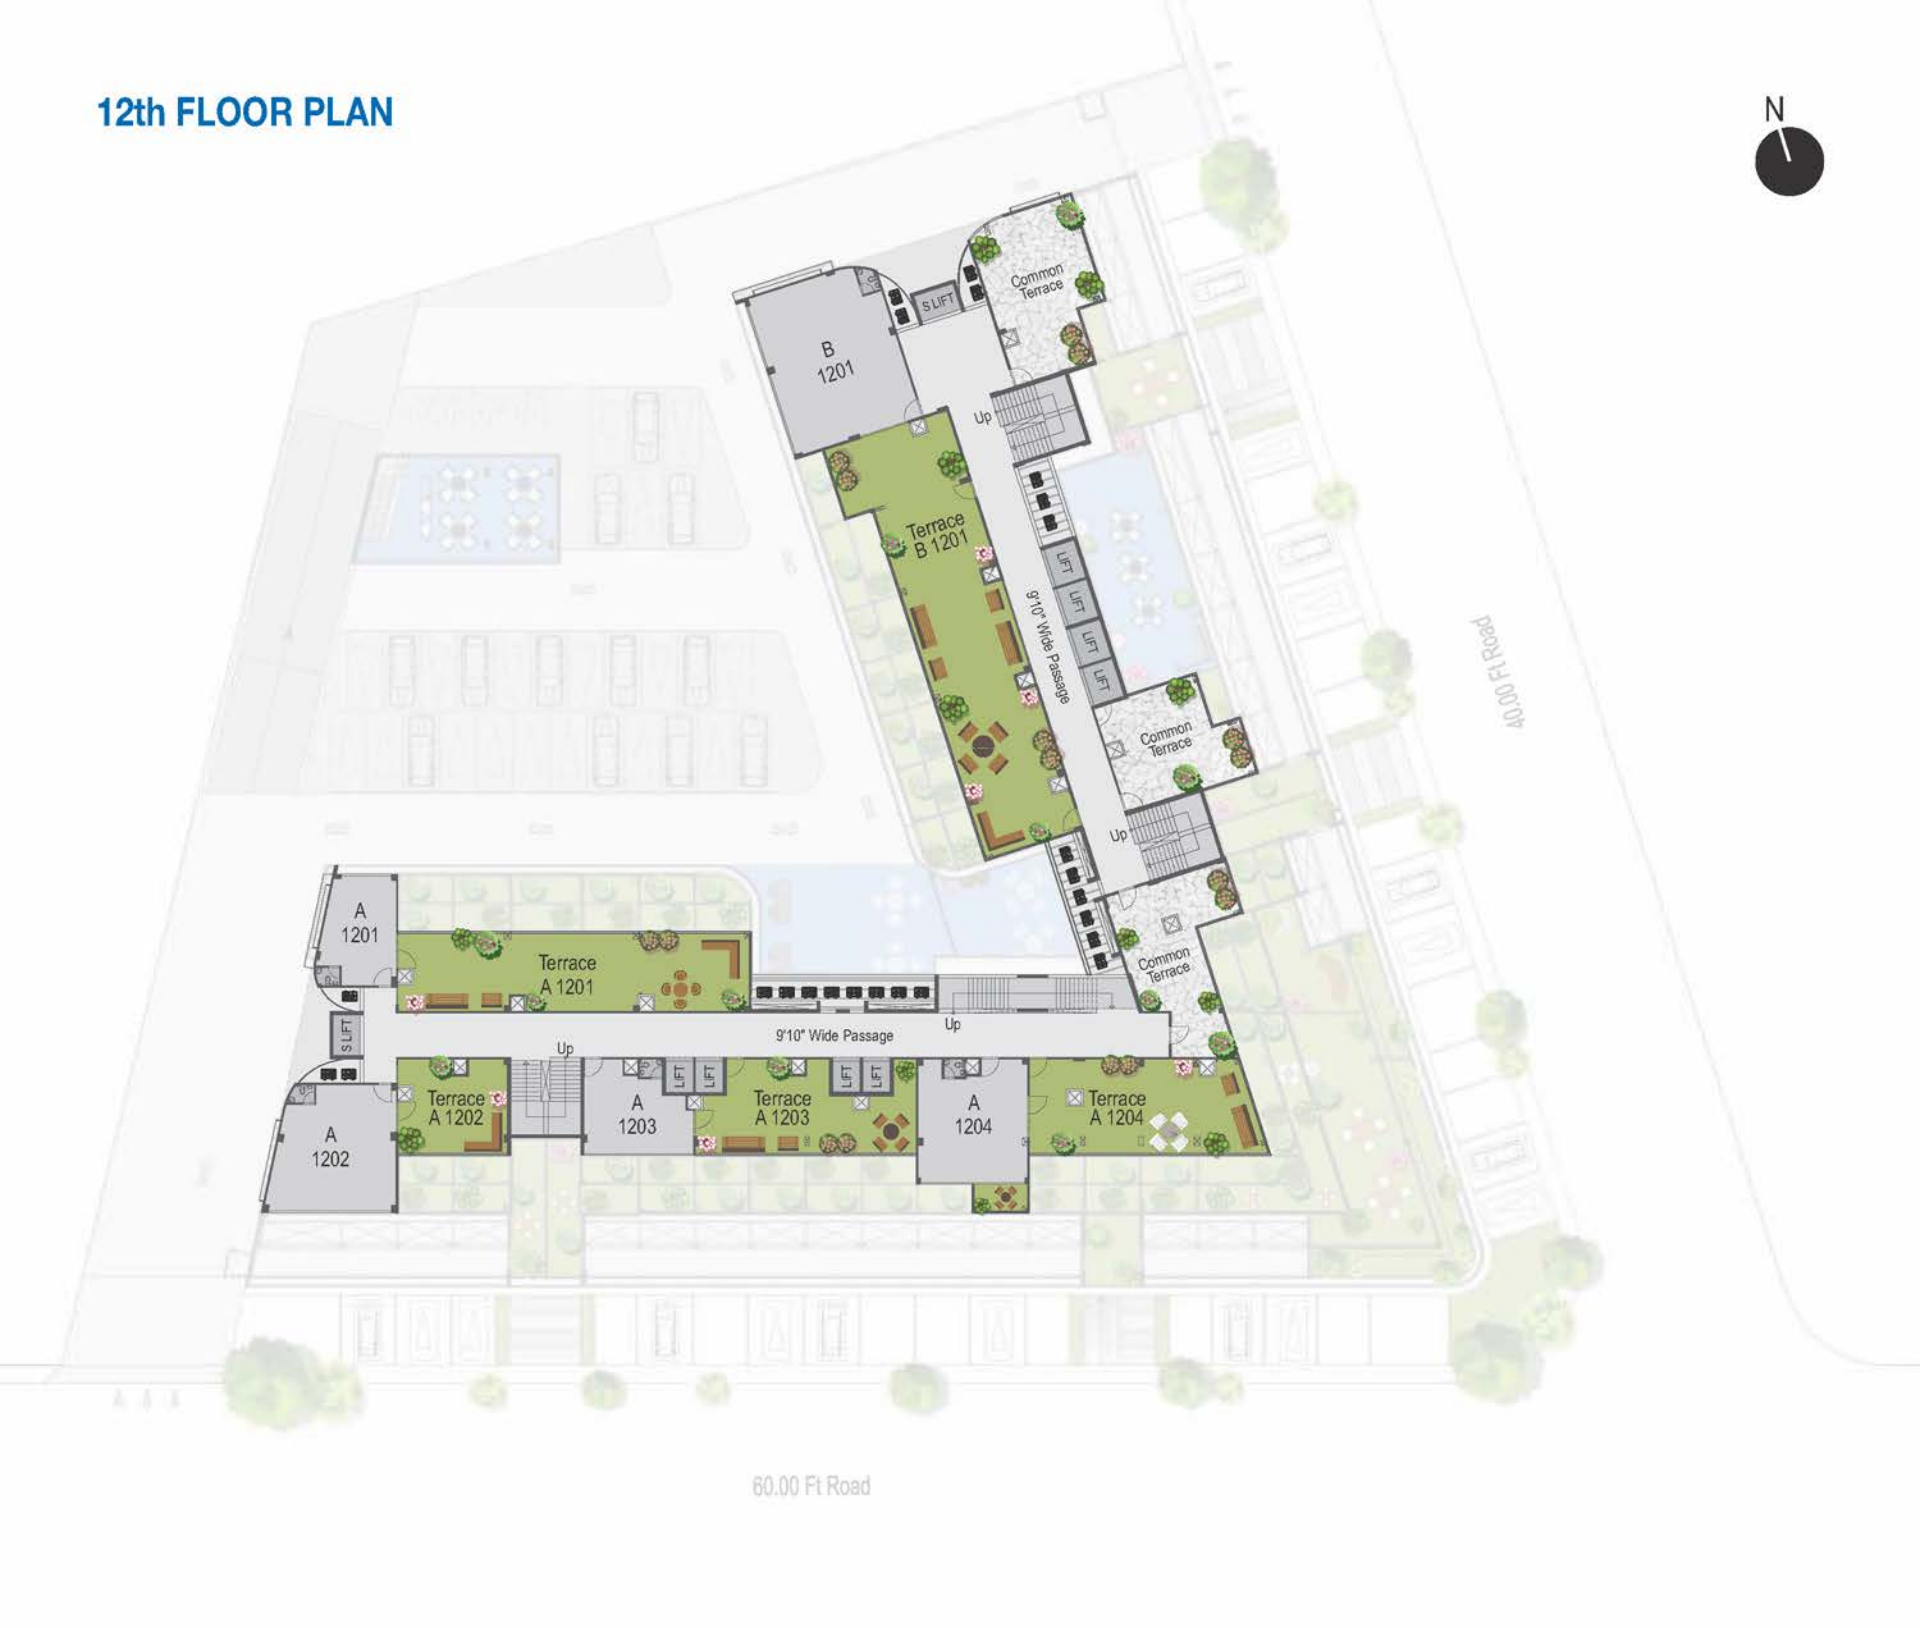 12th FLOOR PLAN
N
Common
Terrace
S LIFT
B
1201
Up
Terrace
B 1201
LIFT
LIFT
LIFT
LIFT
9'10" Wide Passage
40.00 Ft Road
Common
Terrace
Up
A
1201
Terrace
A 1201
Common
Terrace
S LIFT
9'10" Wide Passage
Up
Up
LIFT
LIFT
LIFT
LIFT
Terrace
A 1202
A
1203
Terrace
A 1203
A
1204
Terrace
A 1204
A
1202
60.00 Ft Road